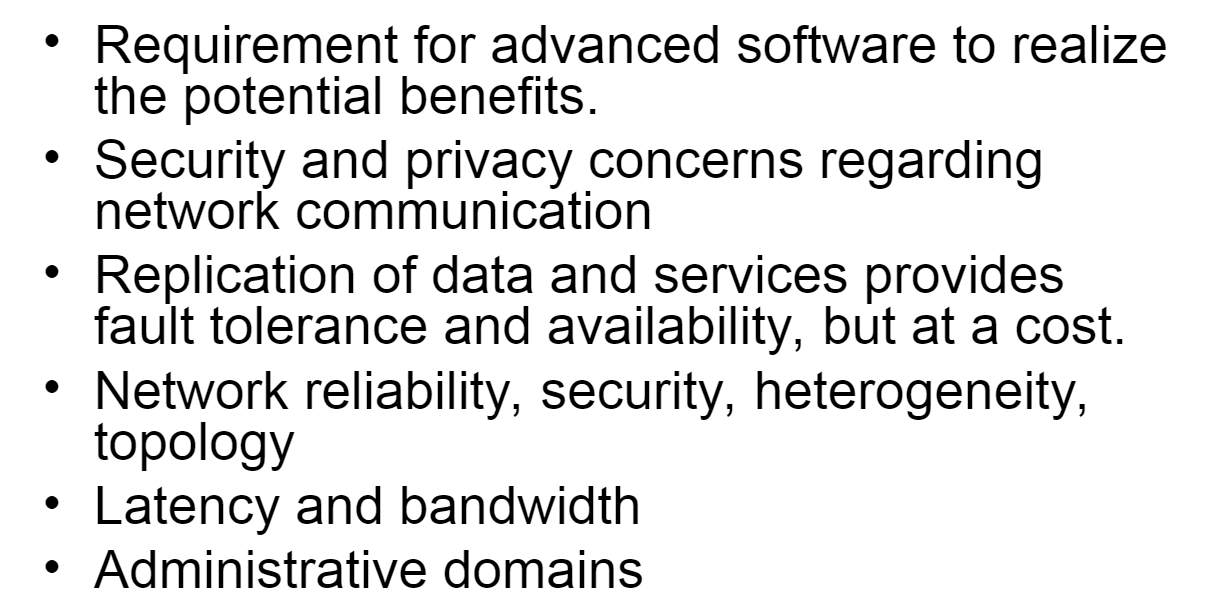 • Requirement for advanced software to realize
the potential benefits.
• Security and privacy concerns regarding
network communication
• Replication of data and services provides
fault tolerance and availability, but at a cost.
• Network reliability, security, heterogeneity,
topology
• Latency and bandwidth
• Administrative domains